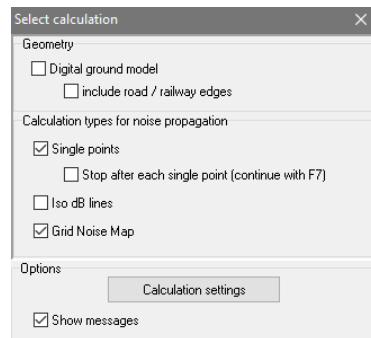 Select calculation
Geometry
Digital ground model
include road / railway edges
Calculation types for noise propagation
Single points
Stop after each single point (continue with F7)
Iso dB lines
Grid Noise Map
Options
Calculation settings
Show messages